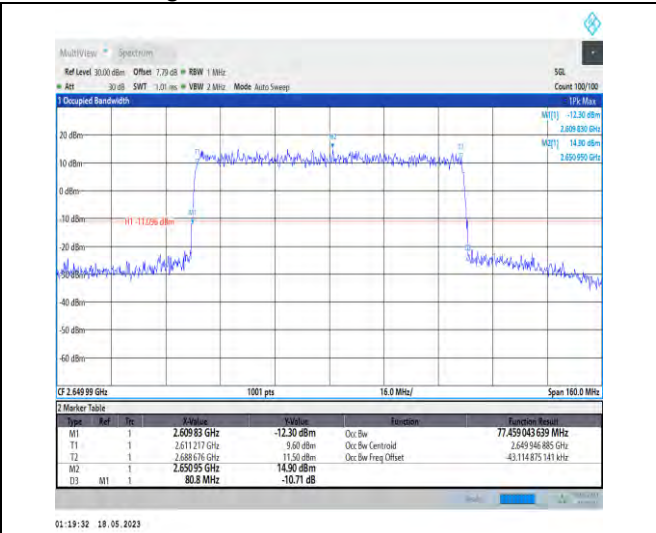 MultiView Spectrum
Ref Level 30.00 dBm Offset 7.79 dB RBW 1 MHz SGL
Att 30 dB SWT 1.01 ms VBW 2 MHz Mode Auto Sweep Count 100/100
1 Occupied Bandwidth 1Pk Max
M1[1] -12.30 dBm
2.609 830 GHz
M2[1] 14.90 dBm
2.650 950 GHz
20 dBm
M2
T1
10 dBm
0 dBm
-10 dBm
M1
-20 dBm
-40 dBm
-50 dBm
-60 dBm
CF 2.649 99 GHz 1001 pts 16.0 MHz/ Span 160.0 MHz
2 Marker Table
Type Ref Trc X-Value Y-Value Function Function Result
M1 1 2.609 83 GHz -12.30 dBm Occ Bw 77.459 043 639 MHz
T1 1 2.611 217 GHz 9.60 dBm Occ Bw Centroid 2.649 946 885 GHz
T2 1 2.688 676 GHz 11.50 dBm Occ Bw Freq Offset -43.114 875 141 kHz
M2 1 2.650 95 GHz 14.90 dBm
D3 M1 1 80.8 MHz -10.71 dB
01:19:32 18.05.2023